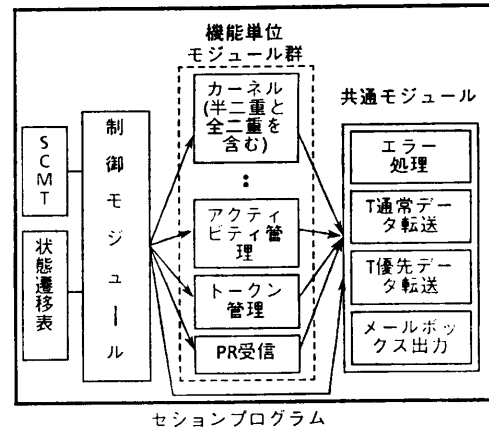 機能単位
モジュール群
共通モジュール
SCMT
状態遷移表
制御モジュール
カーネル
(半二重と
全二重を
含む)
：
アクティ
ビティ管
理
トークン
管理
PR受信
エラー
処理
T通常デー
タ転送
T優先デー
タ転送
メールボッ
クス出力
セションプログラム